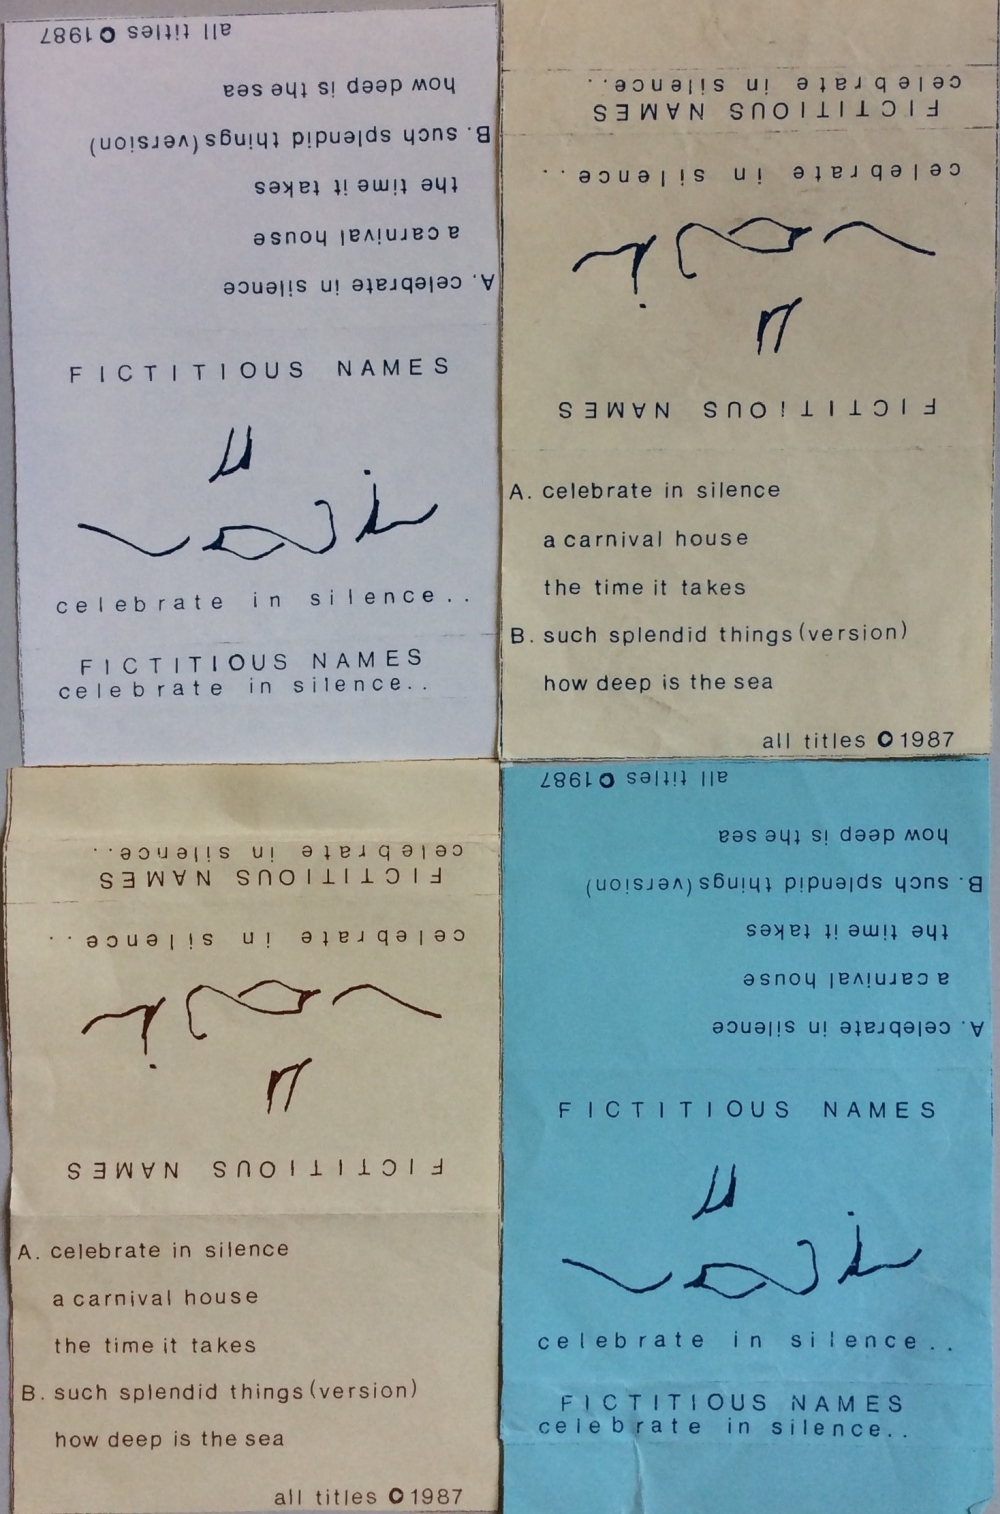 all titles © 1987
how deep is the sea
B. such splendid things (version)
the time it takes
a carnival house
A. celebrate in silence
FICTITIOUS NAMES
celebrate in silence..
FICTITIOUS NAMES
celebrate in silence..
celebrate in silence..
FICTITIOUS NAMES
celebrate in silence..
FICTITIOUS NAMES
A. celebrate in silence
a carnival house
the time it takes
B. such splendid things (version)
how deep is the sea
all titles © 1987
celebrate in silence..
FICTITIOUS NAMES
celebrate in silence..
FICTITIOUS NAMES
A. celebrate in silence
a carnival house
the time it takes
B. such splendid things (version)
how deep is the sea
all titles © 1987
all titles © 1987
how deep is the sea
B. such splendid things (version)
the time it takes
a carnival house
A. celebrate in silence
FICTITIOUS NAMES
celebrate in silence..
FICTITIOUS NAMES
celebrate in silence..